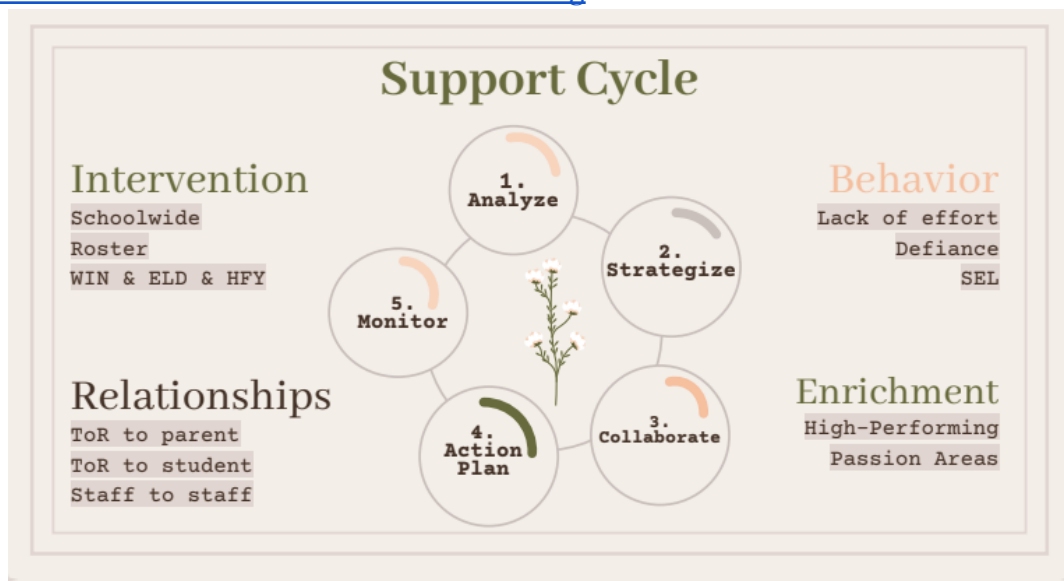 Support Cycle
Intervention
Schoolwide
Roster
WIN & ELD & HFY
Relationships
ToR to parent
ToR to student
Staff to staff
1.
Analyze
2.
Strategize
3.
Collaborate
4.
Action
Plan
5.
Monitor
Behavior
Lack of effort
Defiance
SEL
Enrichment
High-Performing
Passion Areas